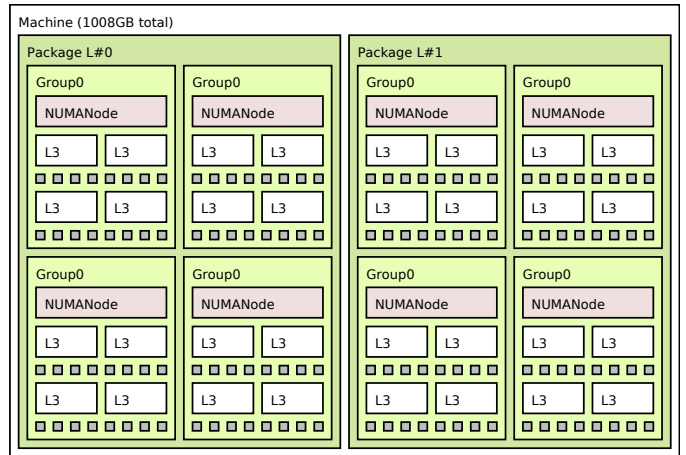 Machine (1008GB total)
Package L#0 Package L#1
Group0 Group0 Group0 Group0
NUMANode NUMANode NUMANode NUMANode
L3 L3 L3 L3 L3 L3 L3 L3
L3 L3 L3 L3 L3 L3 L3 L3
Group0 Group0 Group0 Group0
NUMANode NUMANode NUMANode NUMANode
L3 L3 L3 L3 L3 L3 L3 L3
L3 L3 L3 L3 L3 L3 L3 L3